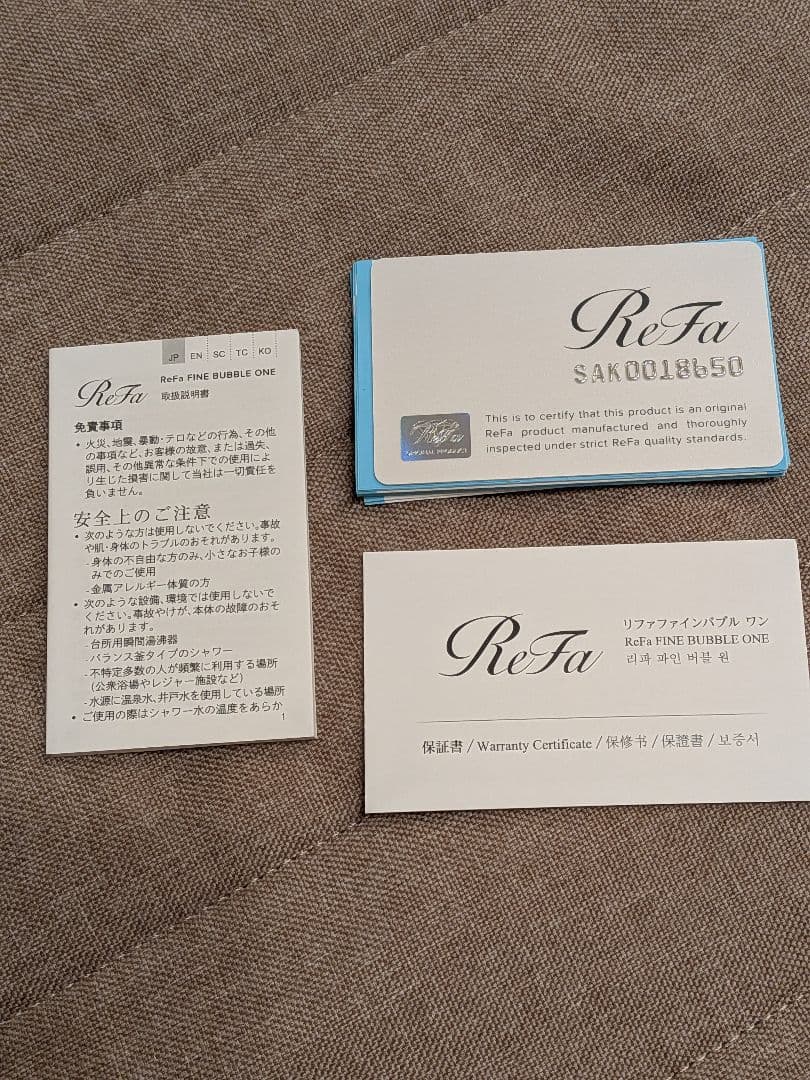 JP EN SC TC KO
ReFa
ReFa FINE BUBBLE ONE
取扱説明書
免責事項
• 火災、地震、暴動・テロなどの行為、その他
の事項など、お客様の故意、または過失、
誤用、その他異常な条件下での使用によ
り生じた損害に関して当社は一切責任を
負いません。
安全上のご注意
• 次のような方は使用しないでください。事故
や肌・身体のトラブルのおそれがあります。
- 身体の不自由な方のみ、小さなお子様の
みでのご使用
- 金属アレルギー体質の方
• 次のような設備、環境では使用しないで
ください。事故やけが、本体の故障のおそ
れがあります。
- 台所用瞬間湯沸器
- バランス釜タイプのシャワー
- 不特定多数の人が頻繁に利用する場所
（公衆浴場やレジャー施設など）
- 水源に温泉水、井戸水を使用している場所
• ご使用の際はシャワー水の温度をあらか
1
ReFa
SAK0018650
ReFa
This is to certify that this product is an original
ReFa product manufactured and thoroughly
inspected under strict ReFa quality standards.
ReFa
リファファインバブル ワン
ReFa FINE BUBBLE ONE
리파 파인 버블 원
保証書 / Warranty Certificate / 保修书 / 保證書 / 보증서